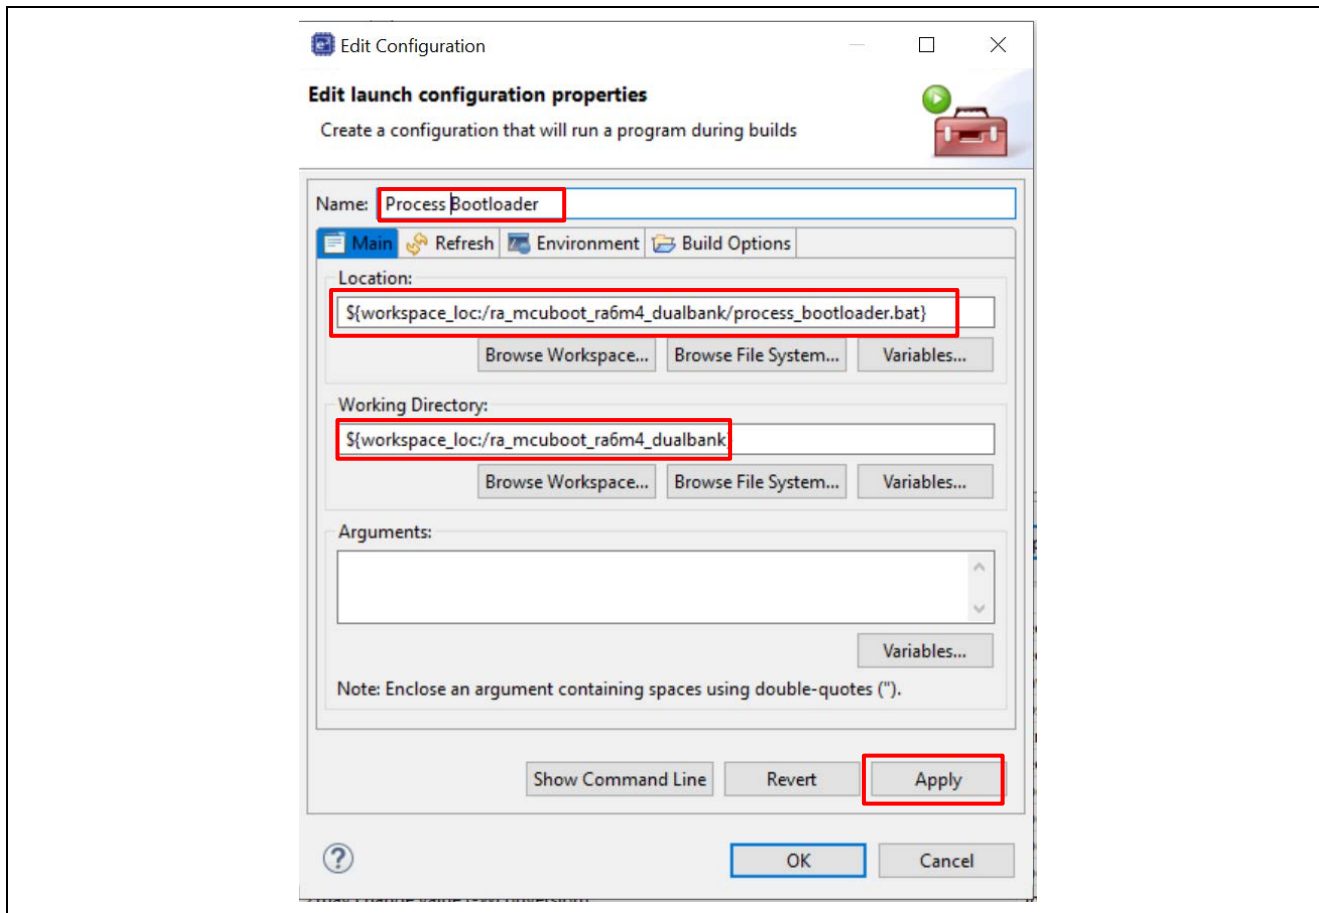 Edit Configuration
Edit launch configuration properties
Create a configuration that will run a program during builds
Name: Process Bootloader
Main Refresh Environment Build Options
Location:
${workspace_loc:/ra_mcuboot_ra6m4_dualbank/process_bootloader.bat}
Browse Workspace... Browse File System... Variables...
Working Directory:
${workspace_loc:/ra_mcuboot_ra6m4_dualbank
Browse Workspace... Browse File System... Variables...
Arguments:
Variables...
Note: Enclose an argument containing spaces using double-quotes (").
Show Command Line Revert Apply
OK Cancel